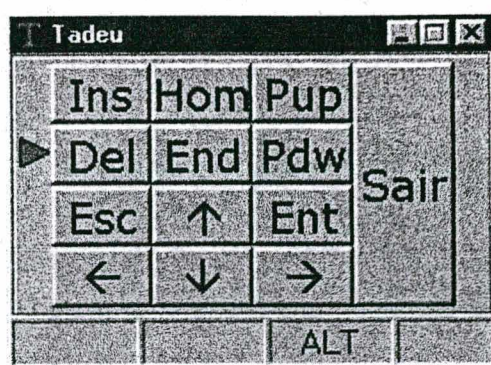 T Tadeu
Ins Hom Pup
Del End Pdw
Sair
Esc ↑ Ent
← ↓ →
ALT